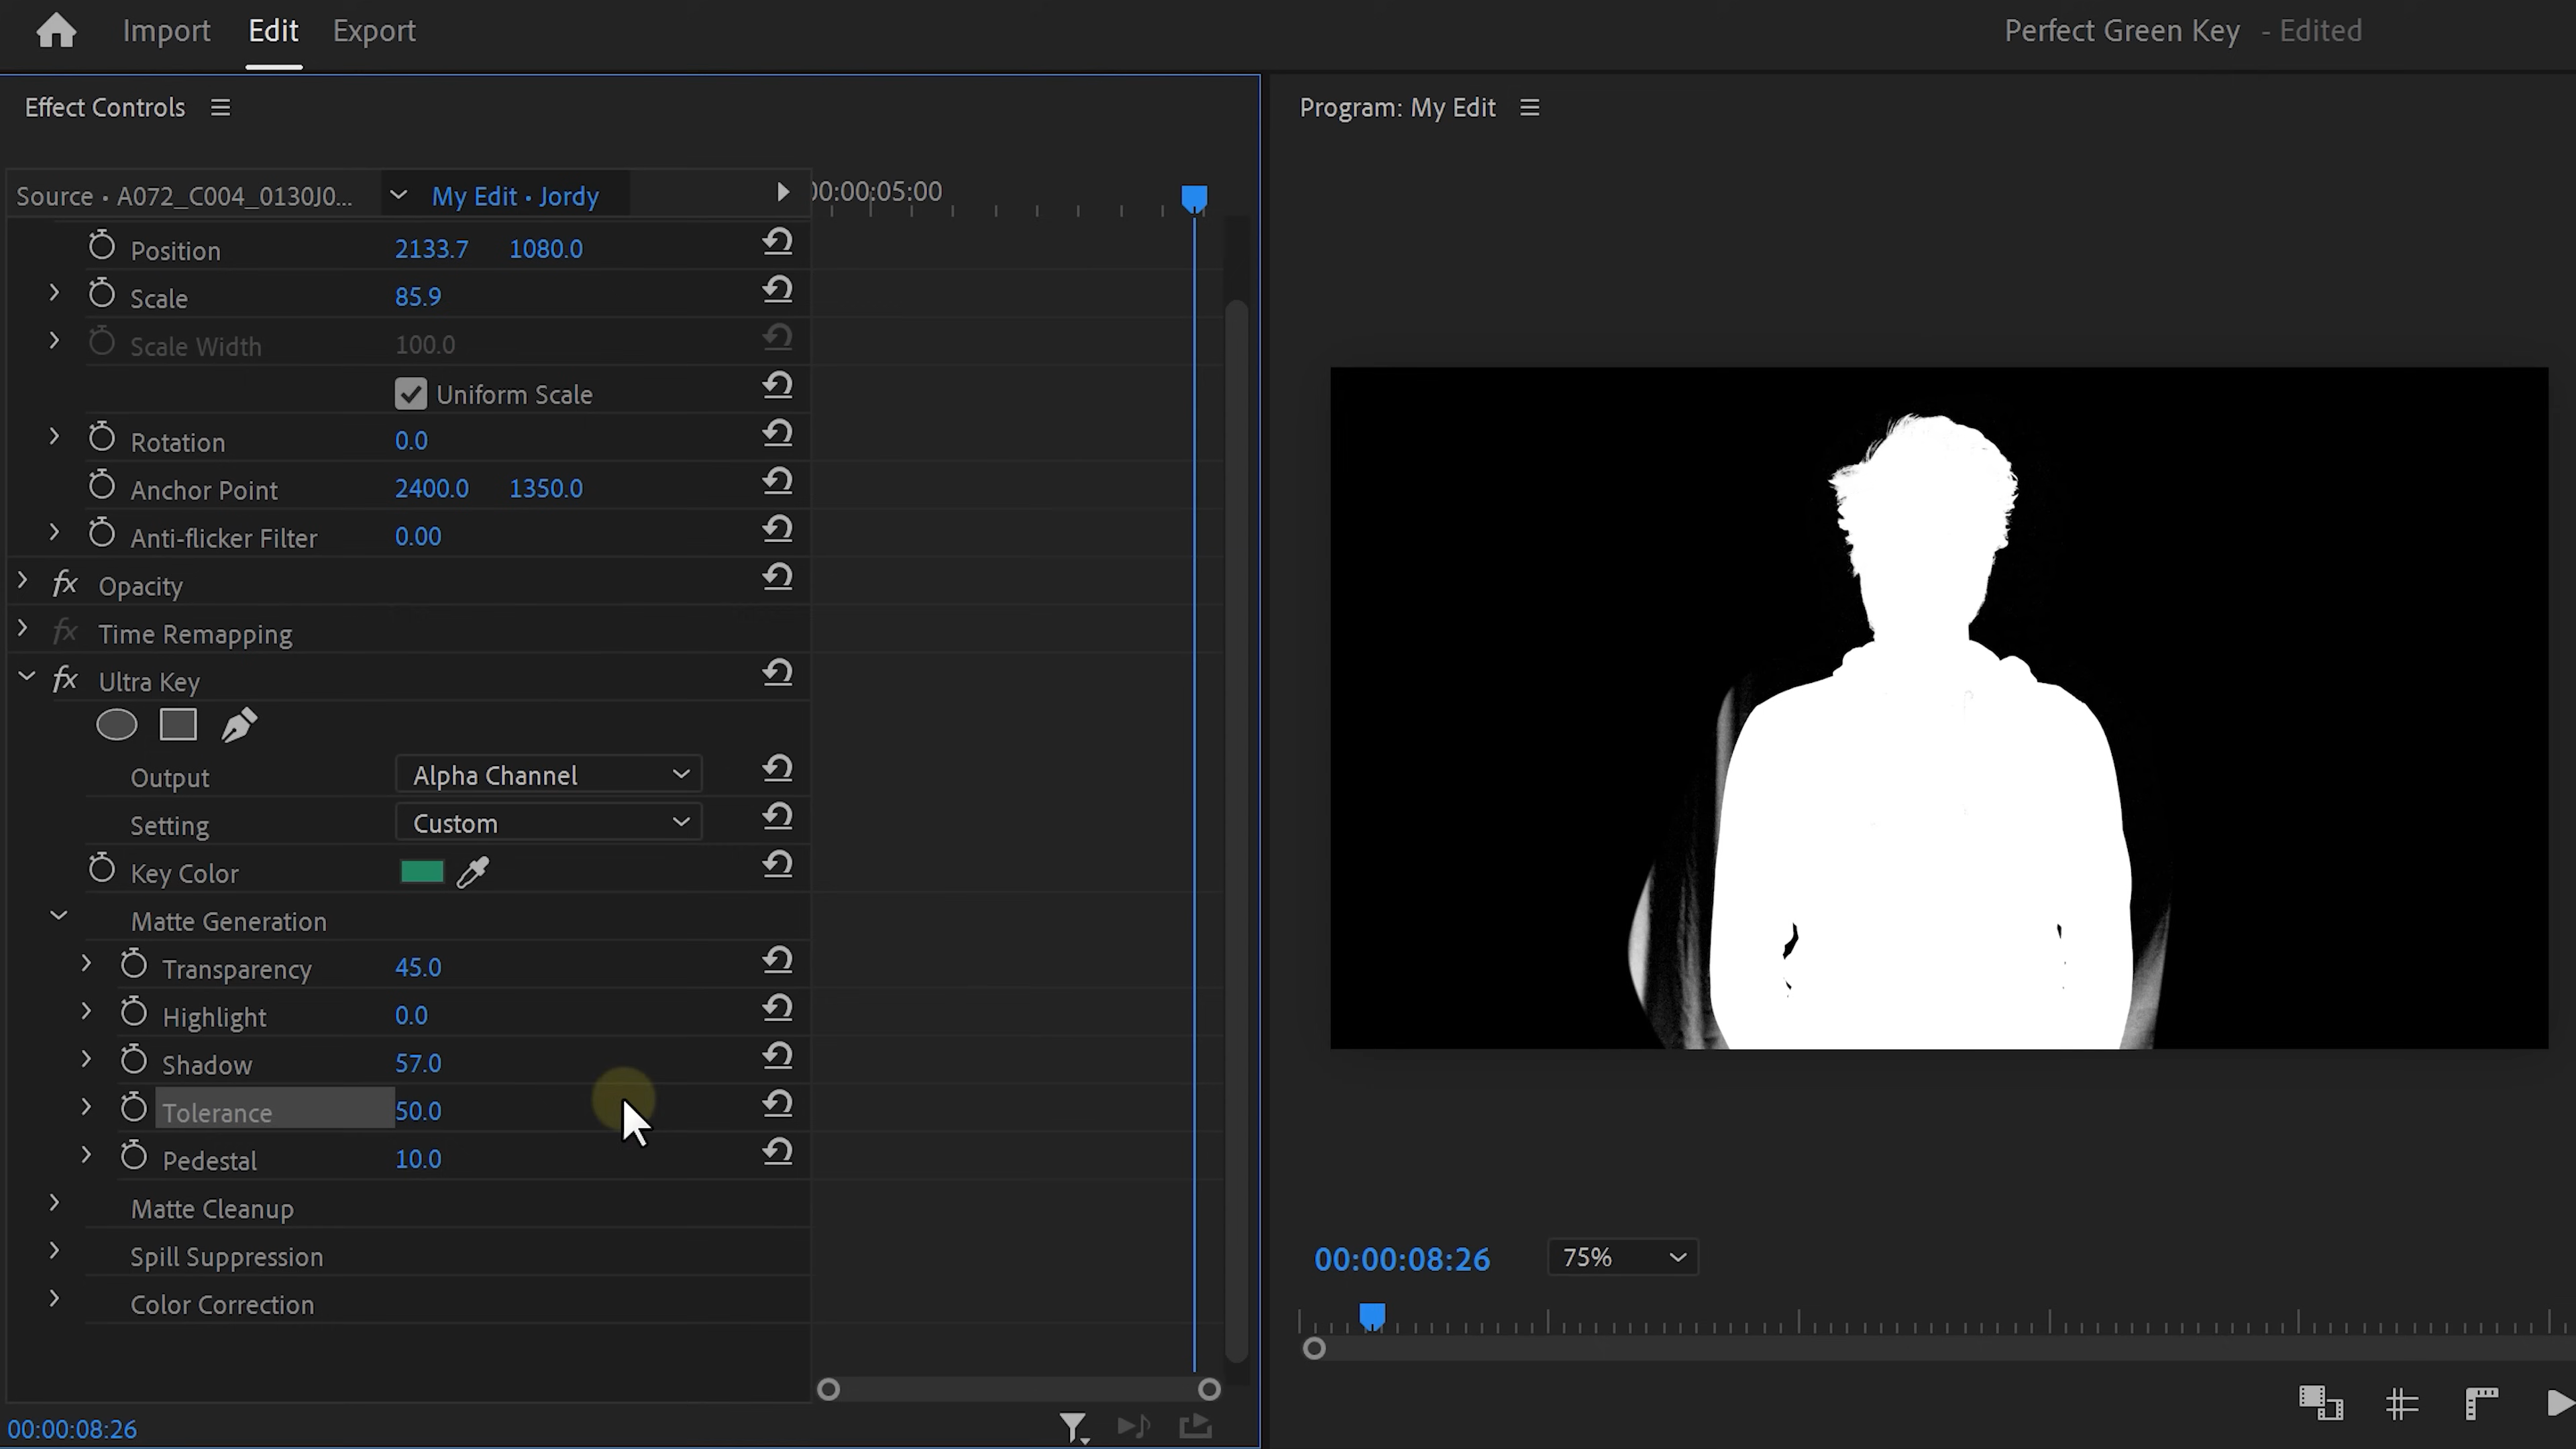 Import Edit Export Perfect Green Key - Edited
Effect Controls
Program: My Edit
Source • A072_C004_0130J0... My Edit • Jordy 00:00:05:00
Position 2133.7 1080.0
Scale 85.9
Scale Width 100.0
Uniform Scale
Rotation 0.0
Anchor Point 2400.0 1350.0
Anti-flicker Filter 0.00
fx Opacity
fx Time Remapping
fx Ultra Key
Output Alpha Channel
Setting Custom
Key Color
Matte Generation
Transparency 45.0
Highlight 0.0
Shadow 57.0
Tolerance 50.0
Pedestal 10.0
Matte Cleanup
Spill Suppression
Color Correction
00:00:08:26 75%
00:00:08:26